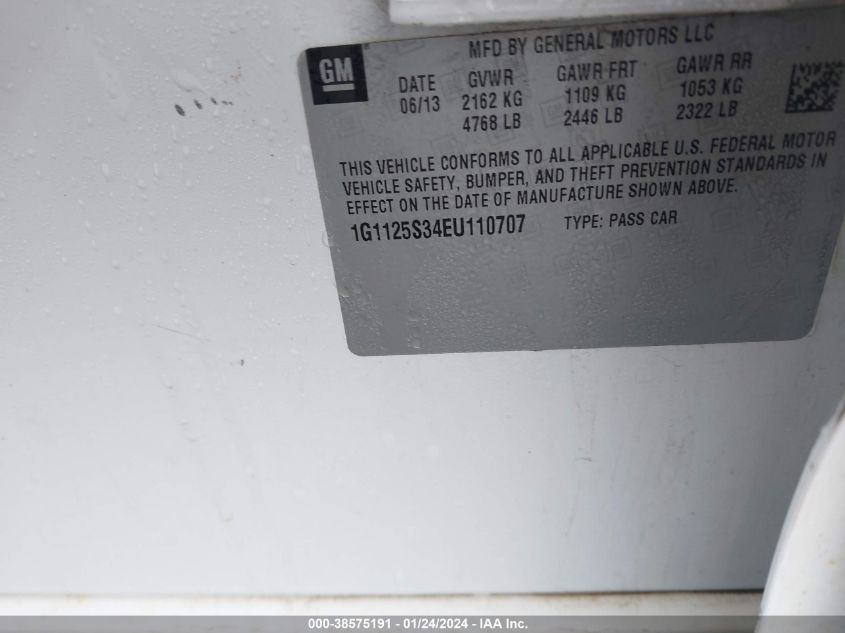 MFD BY GENERAL MOTORS LLC
GM
DATE GVWR GAWR FRT GAWR RR
06/13 2162 KG 1109 KG 1053 KG
4768 LB 2446 LB 2322 LB
THIS VEHICLE CONFORMS TO ALL APPLICABLE U.S. FEDERAL MOTOR
VEHICLE SAFETY, BUMPER, AND THEFT PREVENTION STANDARDS IN
EFFECT ON THE DATE OF MANUFACTURE SHOWN ABOVE.
1G1125S34EU110707 TYPE: PASS CAR
000-38575191 - 01/24/2024 - IAA Inc.